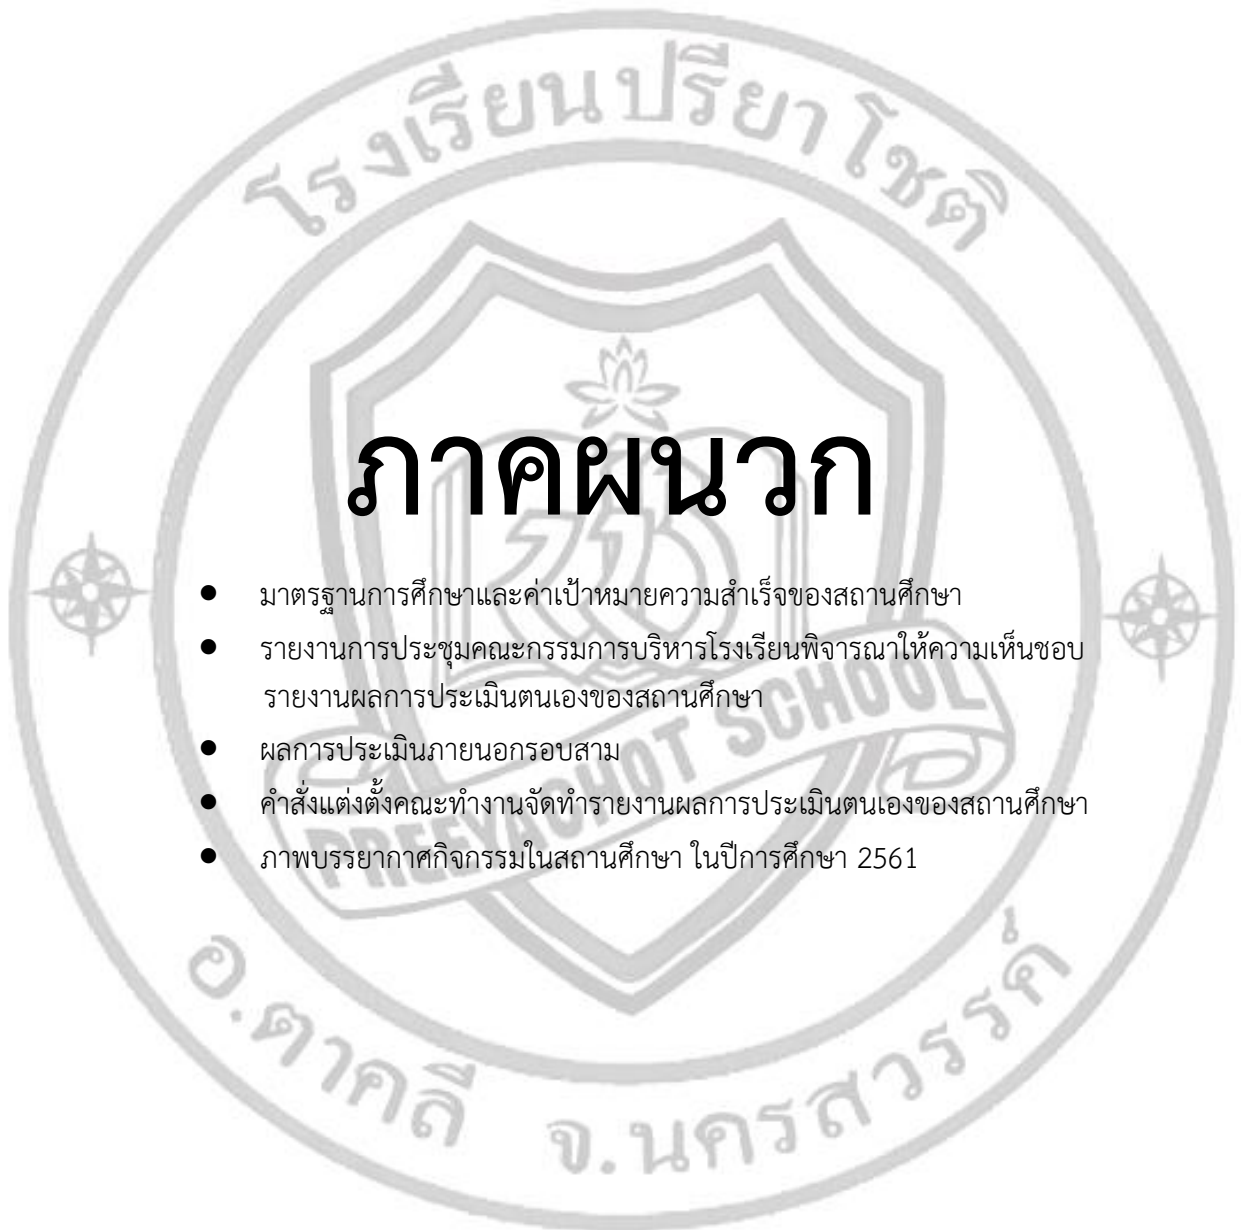 โรงเรียนปรียาโชติ
ภาคผนวก
• มาตรฐานการศึกษาและค่าเป้าหมายความสำเร็จของสถานศึกษา
• รายงานการประชุมคณะกรรมการบริหารโรงเรียนพิจารณาให้ความเห็นชอบ
รายงานผลการประเมินตนเองของสถานศึกษา
• ผลการประเมินภายนอกรอบสาม
• คำสั่งแต่งตั้งคณะทำงานจัดทำรายงานผลการประเมินตนเองของสถานศึกษา
• ภาพบรรยากาศกิจกรรมในสถานศึกษา ในปีการศึกษา 2561
PREEYACHOT SCHOOL
อ.ตาคลี จ.นครสวรรค์